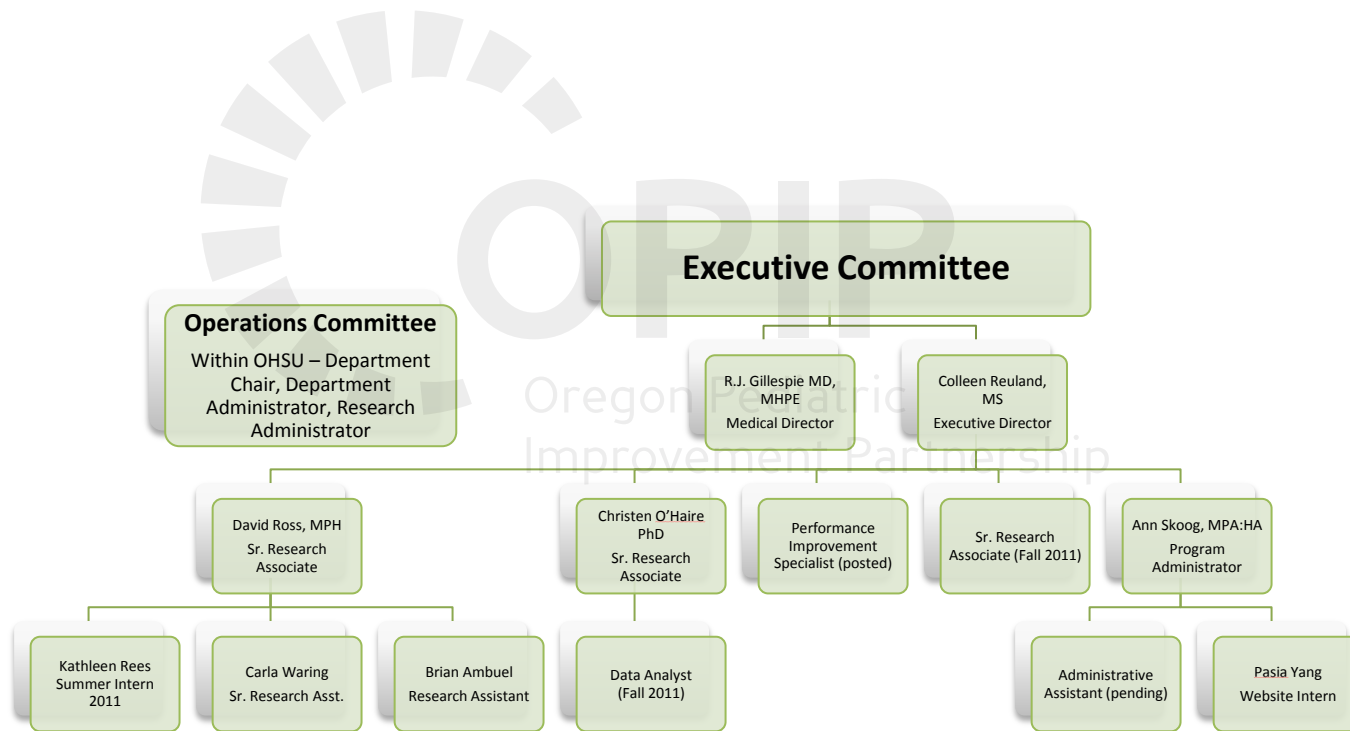 OPIP
Oregon Pediatric
Improvement Partnership
Executive Committee
Operations Committee
Within OHSU – Department
Chair, Department
Administrator, Research
Administrator
R.J. Gillespie MD,
MHPE
Medical Director
Colleen Reuland,
MS
Executive Director
David Ross, MPH
Sr. Research
Associate
Christen O’Haire
PhD
Sr. Research
Associate
Performance
Improvement
Specialist (posted)
Sr. Research
Associate (Fall 2011)
Ann Skoog, MPA:HA
Program
Administrator
Kathleen Rees
Summer Intern
2011
Carla Waring
Sr. Research Asst.
Brian Ambuel
Research Assistant
Data Analyst
(Fall 2011)
Administrative
Assistant (pending)
Pasia Yang
Website Intern